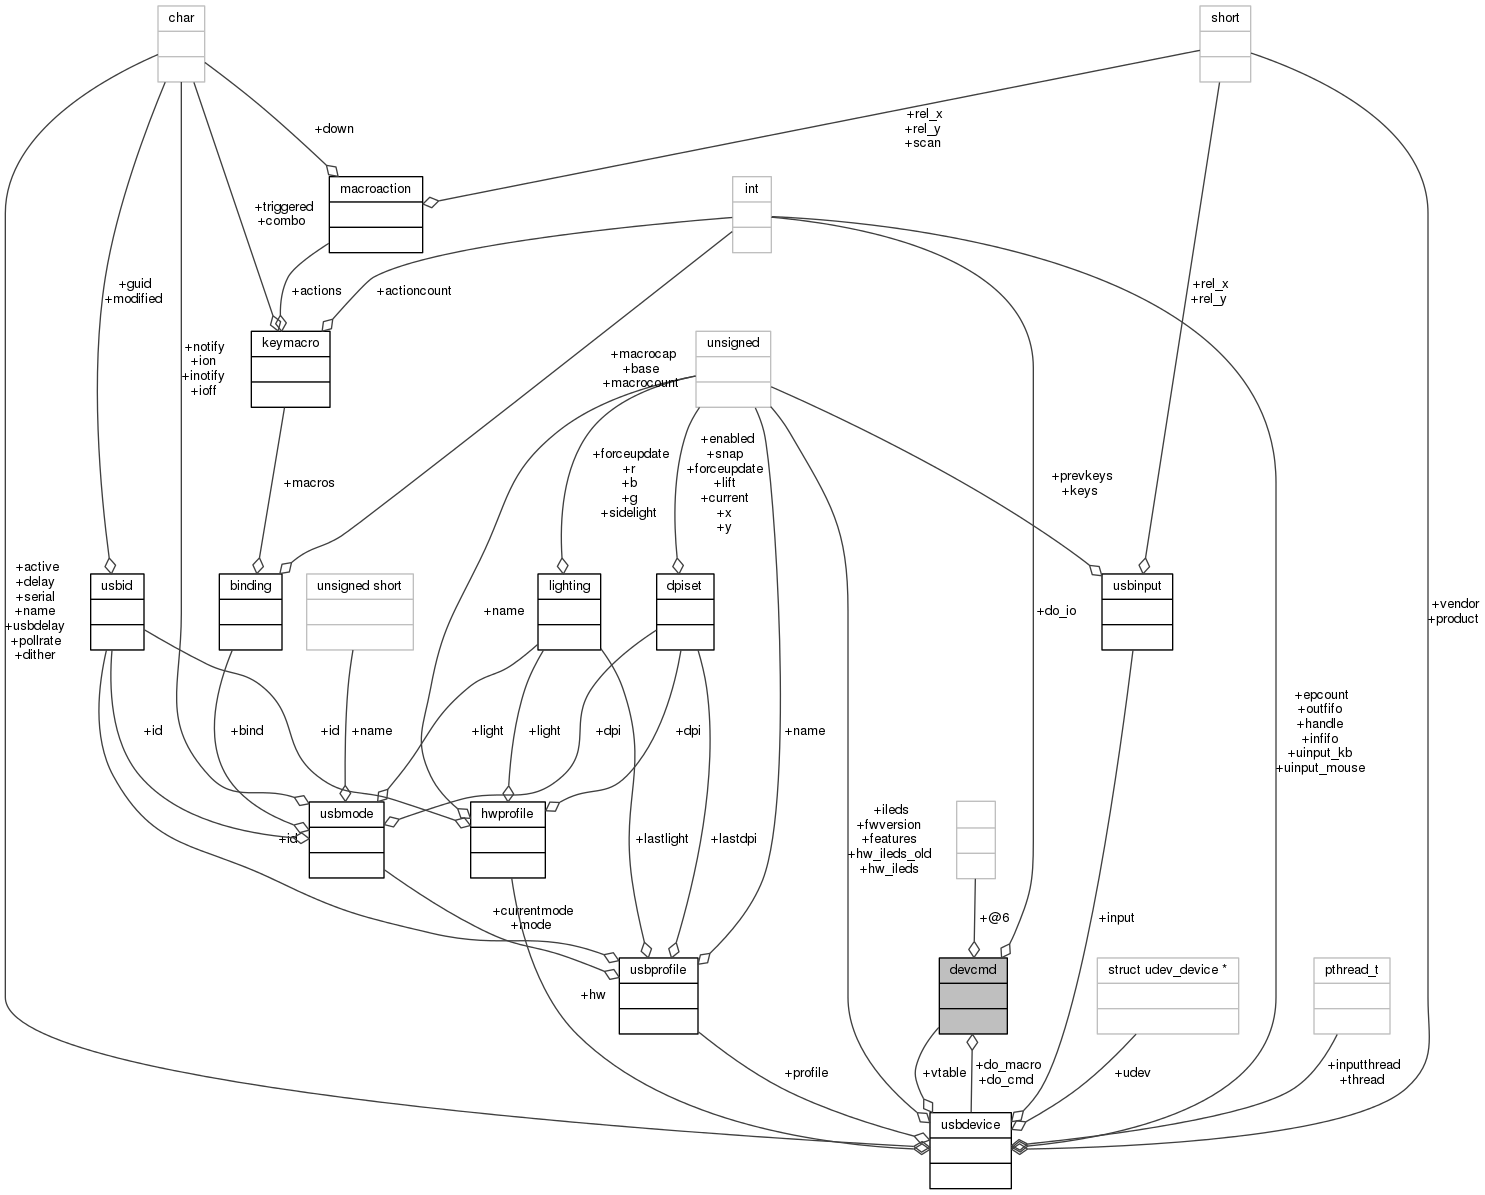 char
short
+rel_x
+rel_y
+scan
+down
macroaction
int
+triggered
+combo
+guid
+modified
+actions
+actioncount
+rel_x
+rel_y
keymacro
unsigned
+notify
+ion
+inotify
+ioff
+macrocap
+base
+macrocount
+enabled
+snap
+forceupdate
+lift
+current
+x
+y
+forceupdate
+r
+b
+g
+sidelight
+macros
+prevkeys
+keys
+active
+delay
+serial
+name
+usbdelay
+pollrate
+dither
usbid
binding
unsigned short
lighting
dpiset
usbinput
+name
+do_io
+vendor
+product
+id
+bind
+id
+name
+light
+light
+dpi
+dpi
+name
+epcount
+outfifo
+handle
+infifo
+uinput_kb
+uinput_mouse
usbmode
hwprofile
+id
+lastlight
+lastdpi
+ileds
+fwversion
+features
+hw_ileds_old
+hw_ileds
+currentmode
+mode
+@6
+input
usbprofile
devcmd
struct udev_device *
pthread_t
+hw
+profile
+vtable
+do_macro
+do_cmd
+udev
+inputthread
+thread
usbdevice